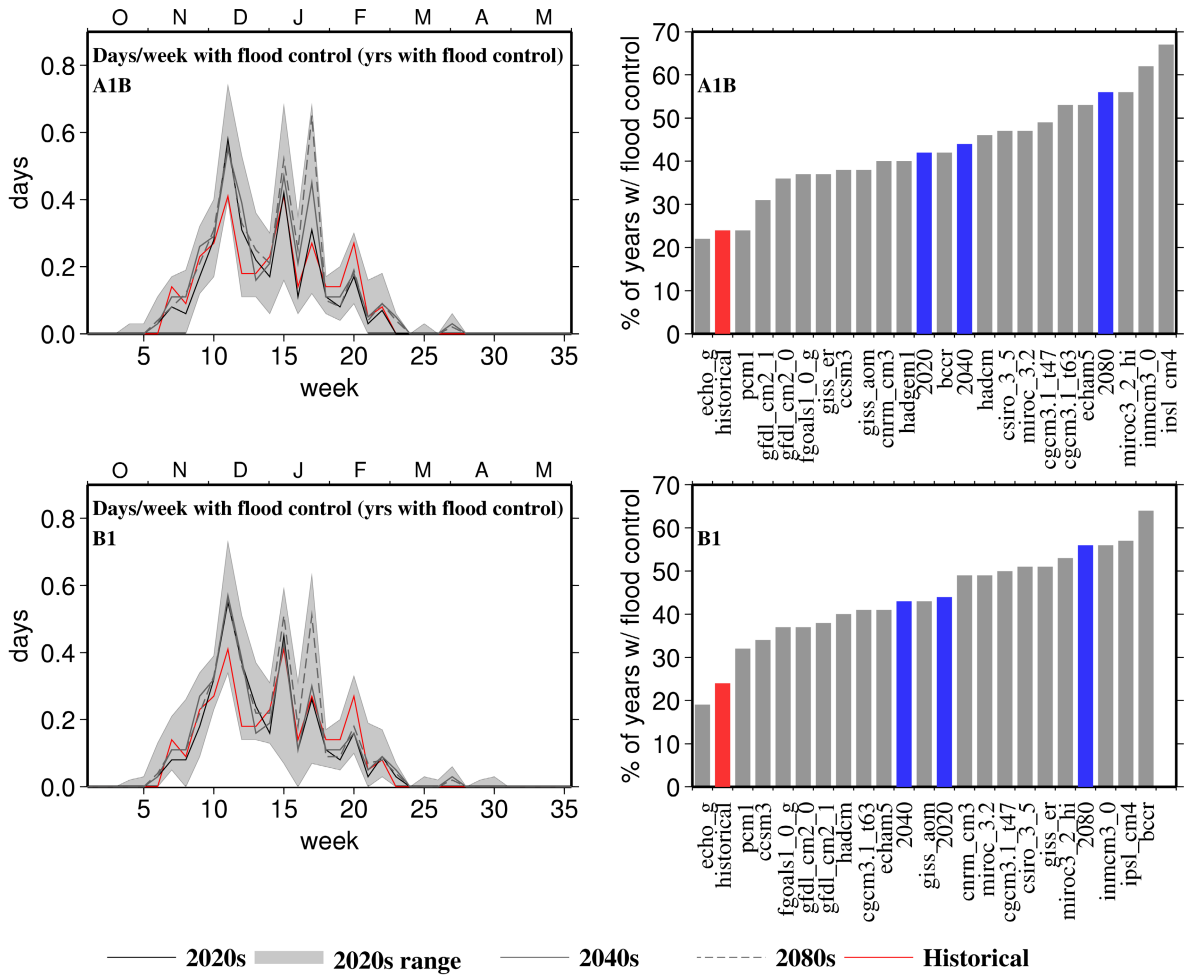 O N D J F M A M
Days/week with flood control (yrs with flood control)
A1B
days
0.8
0.6
0.4
0.2
0.0
5 10 15 20 25 30 35
week
% of years w/ flood control
A1B
70
60
50
40
30
20
10
0
echo_g
historical
pcm1
gfdl_cm2_1
gfdl_cm2_0
fgoals1_0_g
giss_er
ccsm3
giss_aom
cnrm_cm3
hadgem1
2020
bccr
2040
hadcm
csiro_3_5
miroc_3.2
cgcm3.1_t47
cgcm3.1_t63
echam5
2080
miroc3_2_hi
inmcm3_0
ipsl_cm4
O N D J F M A M
Days/week with flood control (yrs with flood control)
B1
days
0.8
0.6
0.4
0.2
0.0
5 10 15 20 25 30 35
week
% of years w/ flood control
B1
70
60
50
40
30
20
10
0
echo_g
historical
pcm1
ccsm3
fgoals1_0_g
gfdl_cm2_0
gfdl_cm2_1
hadcm
cgcm3.1_t63
echam5
2040
giss_aom
2020
cnrm_cm3
miroc_3.2
cgcm3.1_t47
csiro_3_5
giss_er
miroc3_2_hi
2080
inmcm3_0
ipsl_cm4
bccr
2020s 2020s range 2040s 2080s Historical